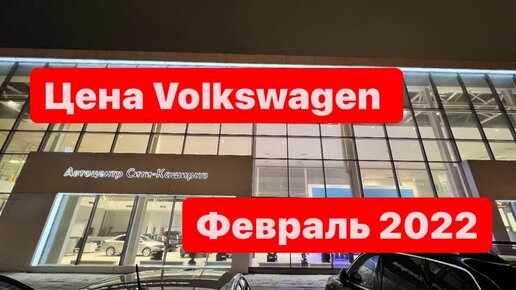 Цена Volkswagen
Автоцентр Сити-Каширка
Февраль 2022